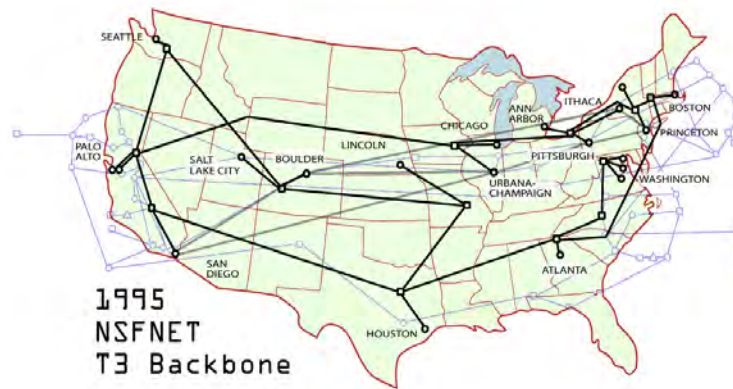 SEATTLE
PALO
ALTO
SALT
LAKE CITY
BOULDER
LINCOLN
CHICAGO
ANN
ARBOR
ITHACA
BOSTON
PRINCETON
PITTSBURGH
URBANA-
CHAMPAIGN
WASHINGTON
SAN
DIEGO
ATLANTA
HOUSTON
1995
NSFNET
T3 Backbone